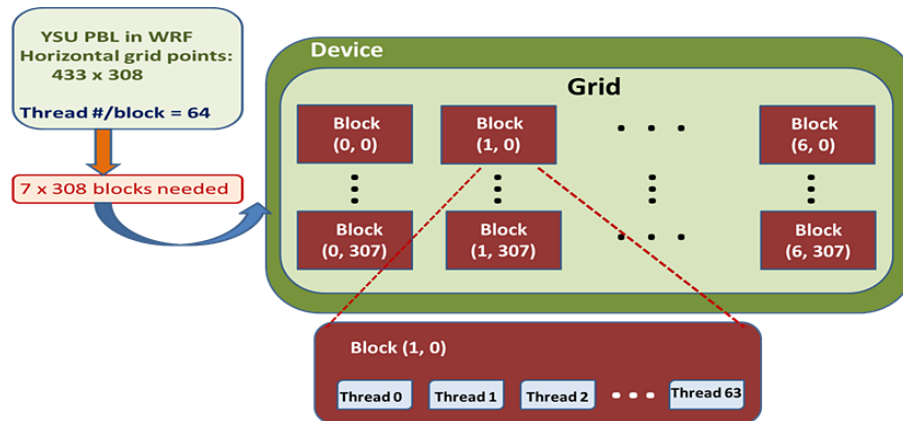 YSU PBL in WRF
Horizontal grid points:
433 x 308
Thread #/block = 64
7 x 308 blocks needed
Device
Grid
Block
(0, 0)
Block
(1, 0)
. . .
Block
(6, 0)
Block
(0, 307)
Block
(1, 307)
. . .
Block
(6, 307)
Block (1, 0)
Thread 0
Thread 1
Thread 2
...
Thread 63